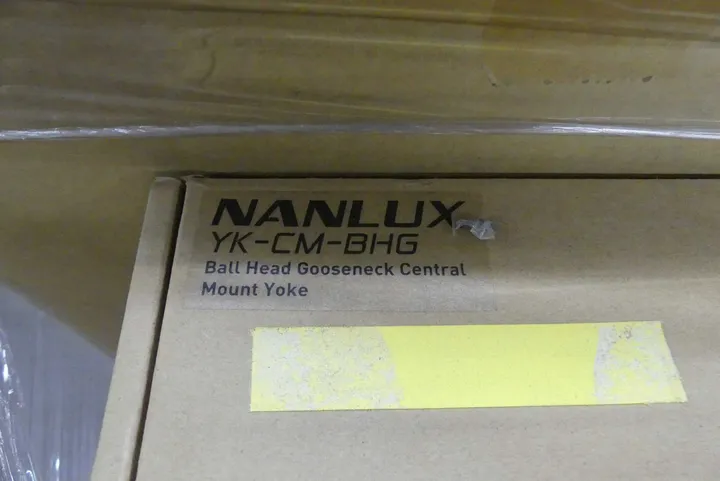 NANLUX
YK-CM-BHG
Ball Head Gooseneck Central
Mount Yoke